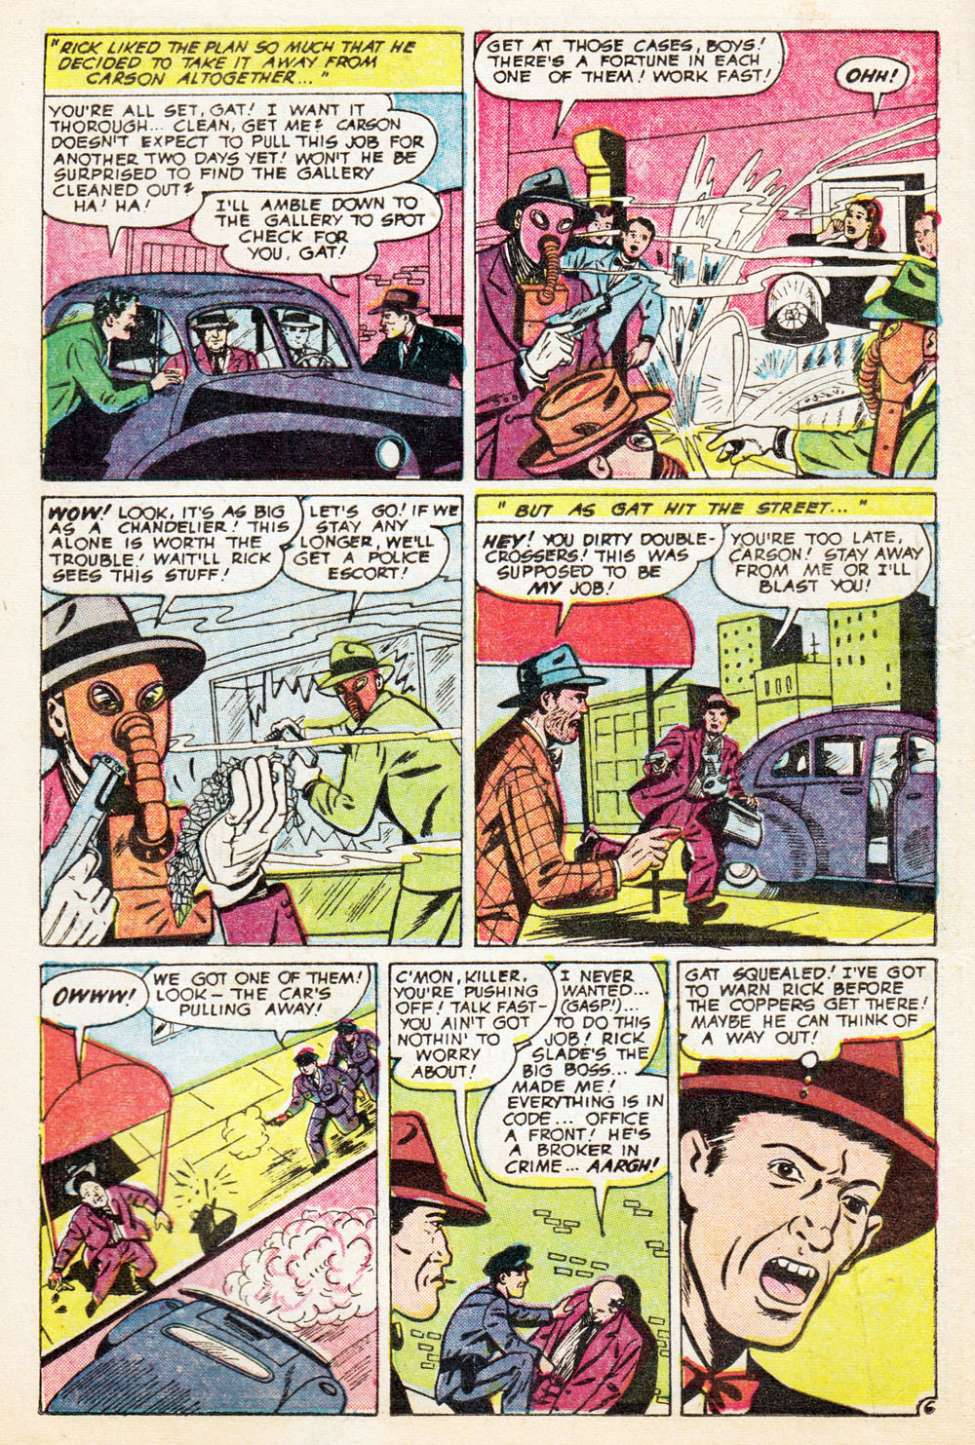 "RICK LIKED THE PLAN SO MUCH THAT HE
DECIDED TO TAKE IT AWAY FROM
CARSON ALTOGETHER..."
YOU'RE ALL SET, GAT! I WANT IT
THOROUGH... CLEAN, GET ME? CARSON
DOESN'T EXPECT TO PULL THIS JOB FOR
ANOTHER TWO DAYS YET! WON'T HE BE
SURPRISED TO FIND THE GALLERY
CLEANED OUT?
HA! HA!
I'LL AMBLE DOWN TO
THE GALLERY TO SPOT
CHECK FOR
YOU, GAT!
GET AT THOSE CASES, BOYS!
THERE'S A FORTUNE IN EACH
ONE OF THEM! WORK FAST!
OHH!
WOW! LOOK, IT'S AS BIG
AS A CHANDELIER! THIS
ALONE IS WORTH THE
TROUBLE! WAIT'LL RICK
SEES THIS STUFF!
LET'S GO! IF WE
STAY ANY
LONGER, WE'LL
GET A POLICE
ESCORT!
"BUT AS GAT HIT THE STREET..."
HEY! YOU DIRTY DOUBLE-
CROSSERS! THIS WAS
SUPPOSED TO BE
MY JOB!
YOU'RE TOO LATE,
CARSON! STAY AWAY
FROM ME OR I'LL
BLAST YOU!
OWWW!
WE GOT ONE OF THEM!
LOOK- THE CAR'S
PULLING AWAY!
C'MON, KILLER,
YOU'RE PUSHING
OFF! TALK FAST-
YOU AIN'T GOT
NOTHIN' TO
WORRY
ABOUT!
I NEVER
WANTED...
(GASP!)...
TO DO THIS
JOB! RICK
SLADE'S THE
BIG BOSS...
MADE ME!
EVERYTHING IS IN
CODE... OFFICE
A FRONT! HE'S
A BROKER IN
CRIME... AARGH!
GAT SQUEALED! I'VE GOT
TO WARN RICK BEFORE
THE COPPERS GET THERE!
MAYBE HE CAN THINK OF
A WAY OUT!
6